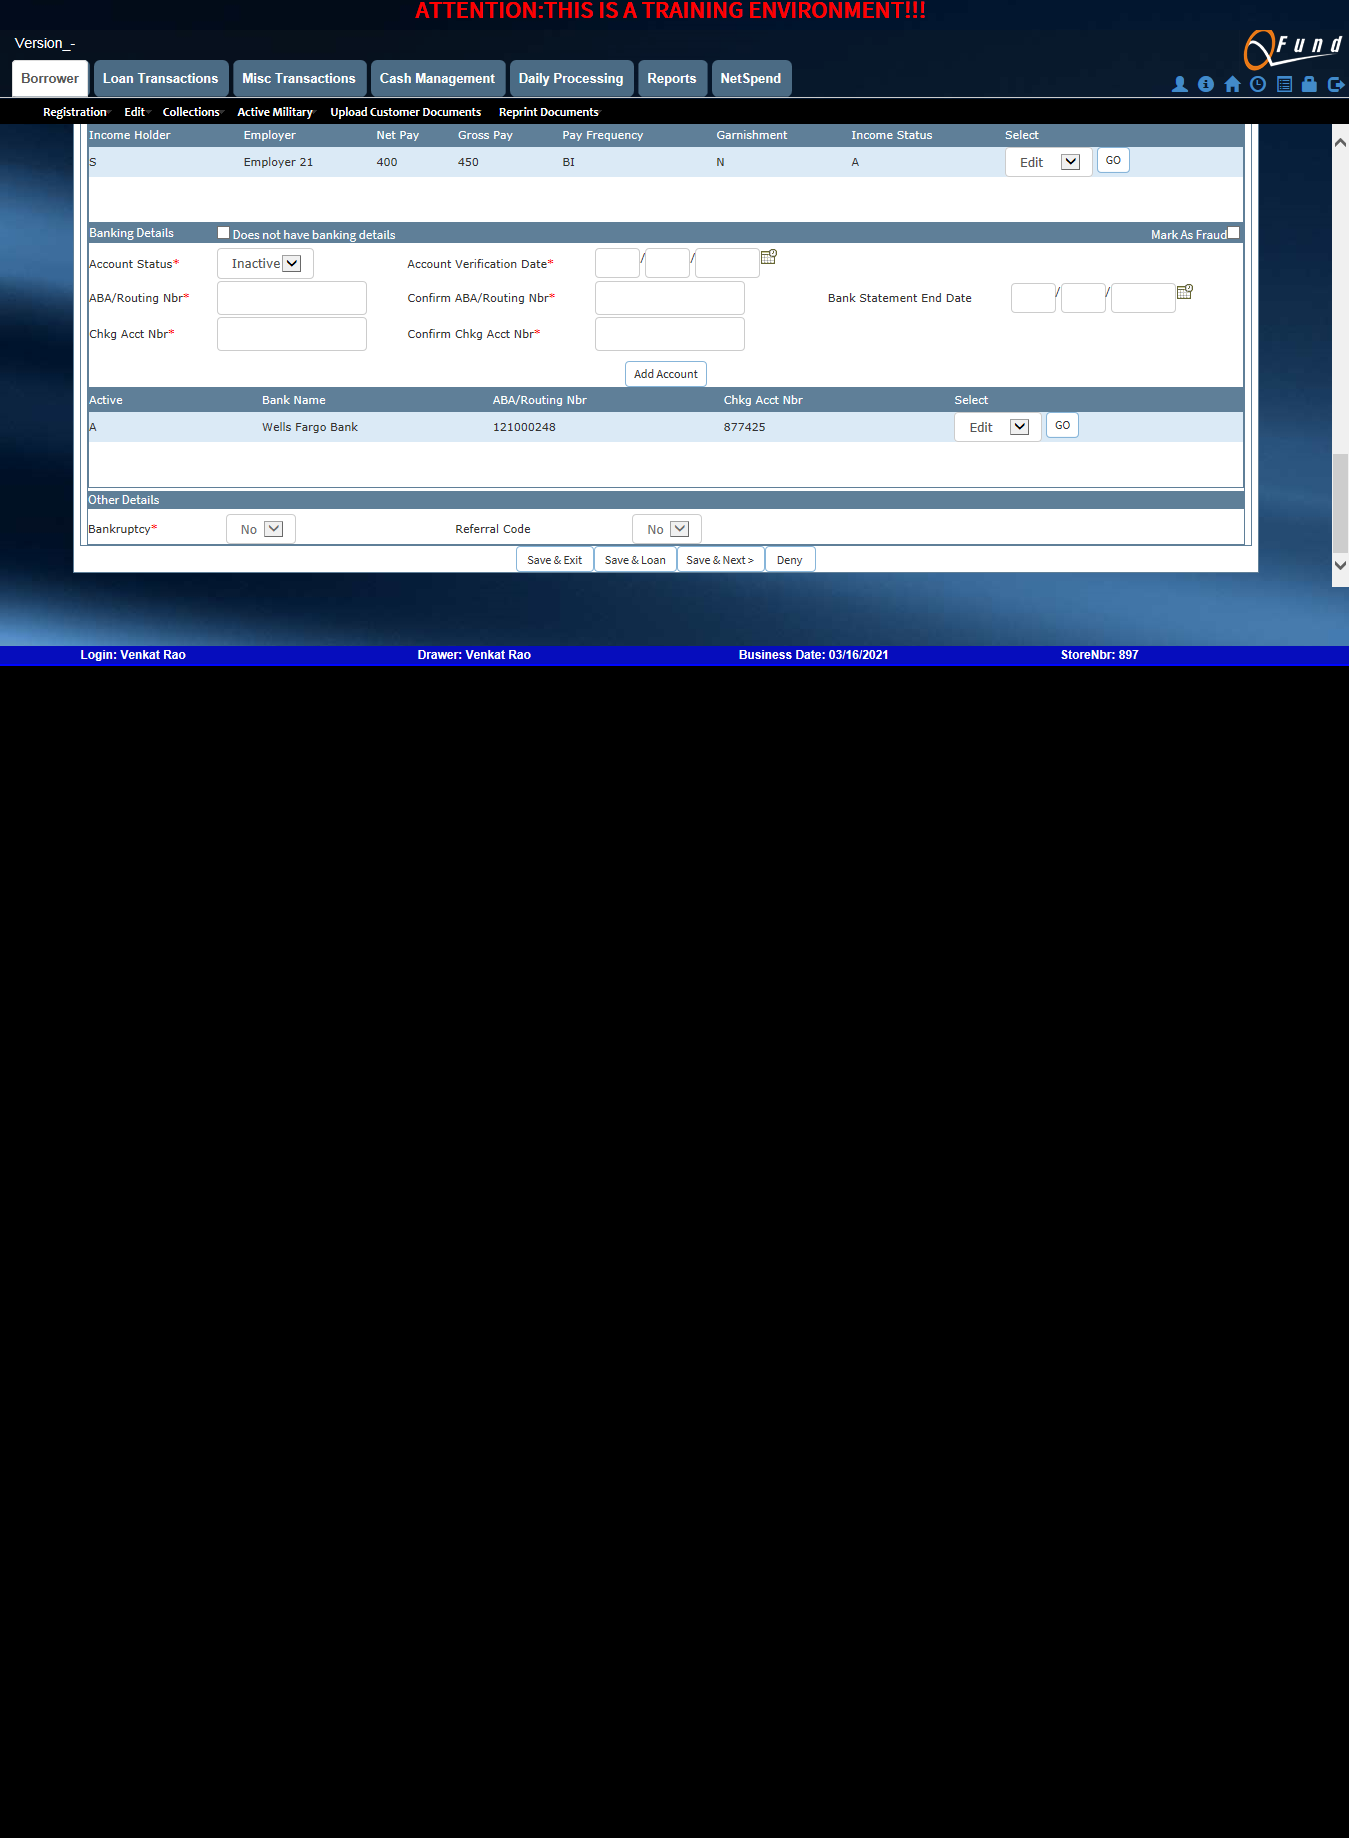 ATTENTION:THIS IS A TRAINING ENVIRONMENT!!!
Version_-
Fund
Borrower Loan Transactions Misc Transactions Cash Management Daily Processing Reports NetSpend
Registration Edit Collections Active Military Upload Customer Documents Reprint Documents
Income Holder Employer Net Pay Gross Pay Pay Frequency Garnishment Income Status Select
S Employer 21 400 450 BI N A Edit GO
Banking Details Does not have banking details Mark As Fraud
Account Status* Inactive Account Verification Date* / /
ABA/Routing Nbr* Confirm ABA/Routing Nbr* Bank Statement End Date / /
Chkg Acct Nbr* Confirm Chkg Acct Nbr*
Add Account
Active Bank Name ABA/Routing Nbr Chkg Acct Nbr Select
A Wells Fargo Bank 121000248 877425 Edit GO
Other Details
Bankruptcy* No Referral Code No
Save & Exit Save & Loan Save & Next > Deny
Login: Venkat Rao Drawer: Venkat Rao Business Date: 03/16/2021 StoreNbr: 897